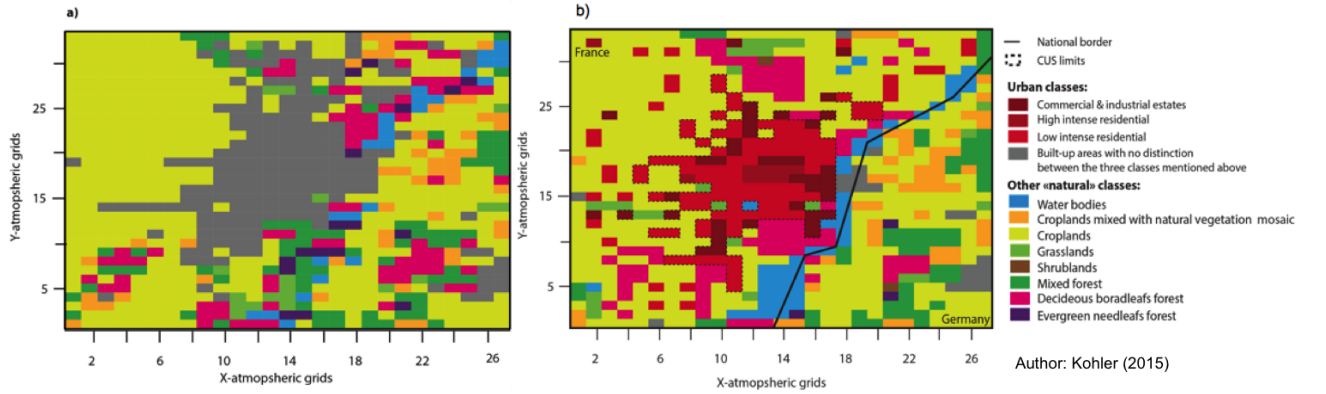 a)
b)
Y-atmopsheric grids
25
15
5
2
6
10
14
18
22
26
X-atmopsheric grids
Y-atmopsheric grids
France
25
15
5
Germany
2
6
10
14
18
22
26
X-atmopsheric grids
National border
CUS limits
Urban classes:
Commercial & industrial estates
High intense residential
Low intense residential
Built-up areas with no distinction
between the three classes mentioned above
Other «natural» classes:
Water bodies
Croplands mixed with natural vegetation mosaic
Croplands
Grasslands
Shrublands
Mixed forest
Decideous boradleafs forest
Evergreen needleafs forest
Author: Kohler (2015)